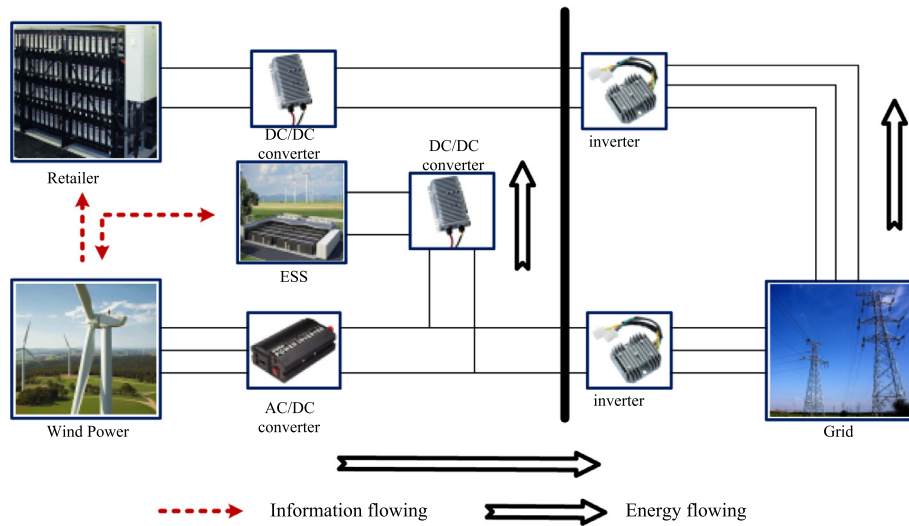 DC/DC
converter
inverter
DC/DC
converter
Retailer
ESS
AC/DC
converter
inverter
Wind Power
Grid
Information flowing
Energy flowing